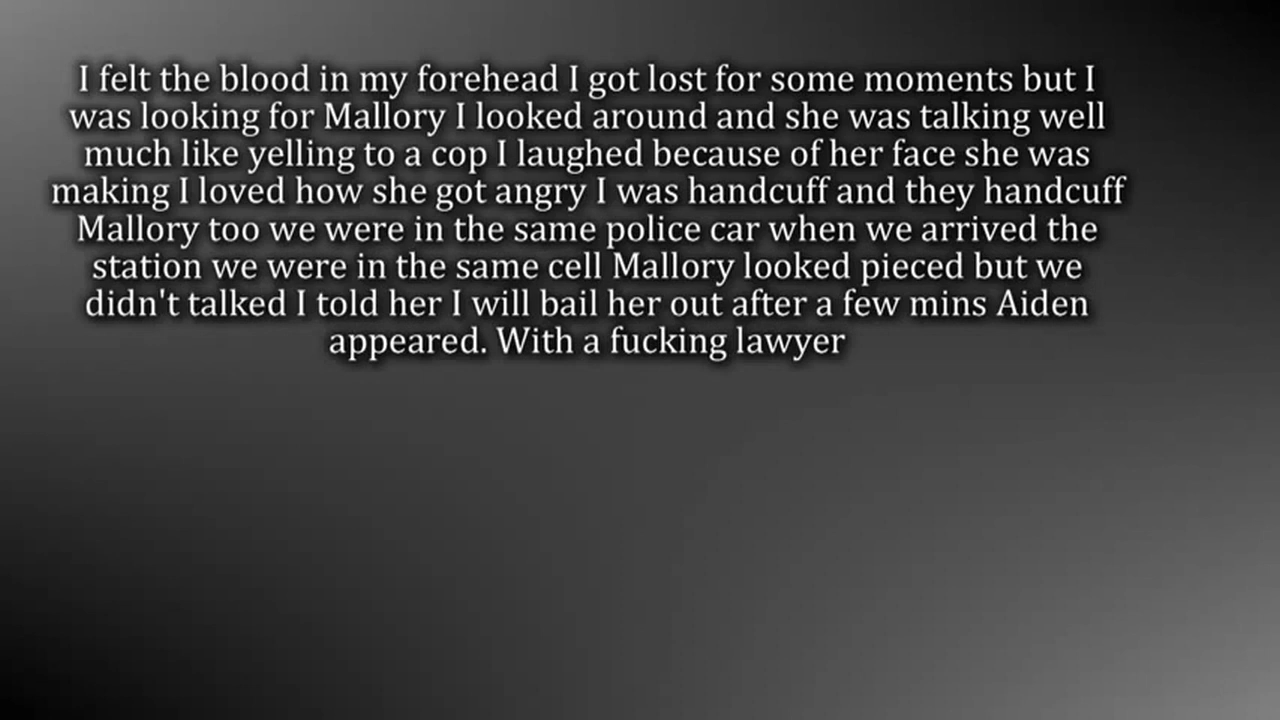 I felt the blood in my forehead I got lost for some moments but I
was looking for Mallory I looked around and she was talking well
much like yelling to a cop I laughed because of her face she was
making I loved how she got angry I was handcuff and they handcuff
Mallory too we were in the same police car when we arrived the
station we were in the same cell Mallory looked pieced but we
didn't talked I told her I will bail her out after a few mins Aiden
appeared. With a fucking lawyer